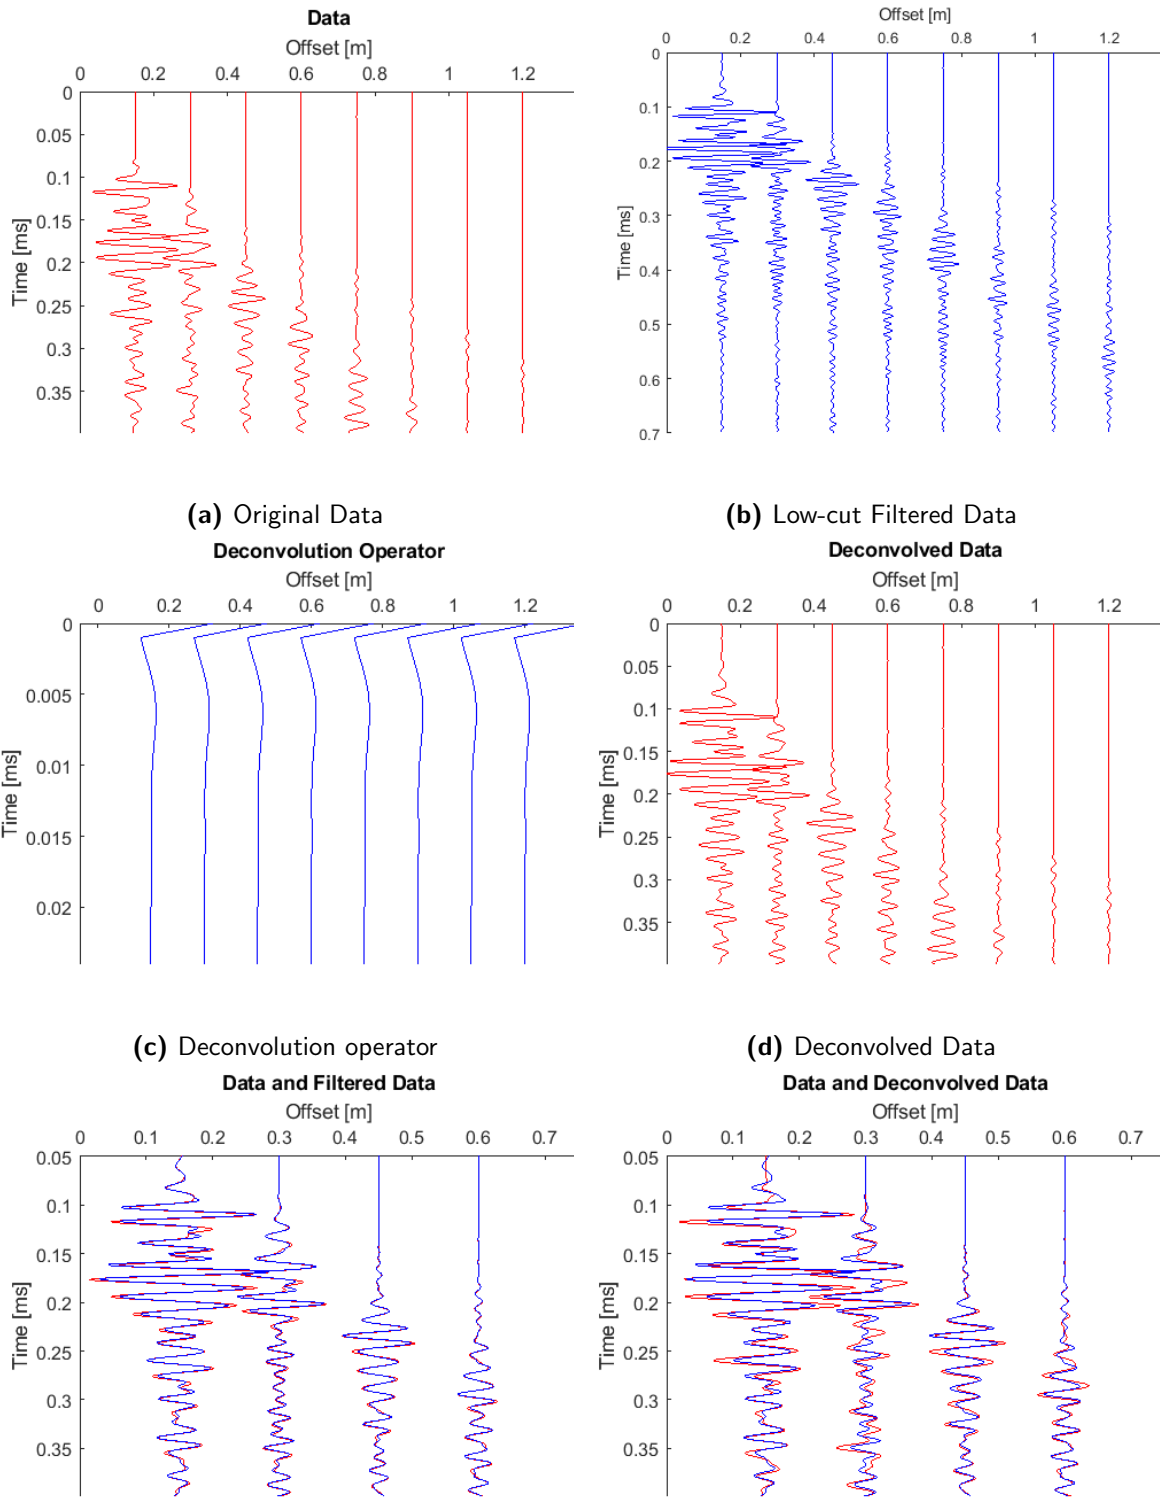 Data
Offset [m]
0 0.2 0.4 0.6 0.8 1 1.2
0
0.05
0.1
0.15
0.2
0.25
0.3
0.35
Time [ms]
(a) Original Data
Offset [m]
0 0.2 0.4 0.6 0.8 1 1.2
0
0.1
0.2
0.3
0.4
0.5
0.6
0.7
Time [ms]
(b) Low-cut Filtered Data
Deconvolution Operator
Offset [m]
0 0.2 0.4 0.6 0.8 1 1.2
0
0.005
0.01
0.015
0.02
Time [ms]
(c) Deconvolution operator
Deconvolved Data
Offset [m]
0 0.2 0.4 0.6 0.8 1 1.2
0
0.05
0.1
0.15
0.2
0.25
0.3
0.35
Time [ms]
(d) Deconvolved Data
Data and Filtered Data
Offset [m]
0 0.1 0.2 0.3 0.4 0.5 0.6 0.7
0.05
0.1
0.15
0.2
0.25
0.3
0.35
Time [ms]
Data and Deconvolved Data
Offset [m]
0 0.1 0.2 0.3 0.4 0.5 0.6 0.7
0.05
0.1
0.15
0.2
0.25
0.3
0.35
Time [ms]